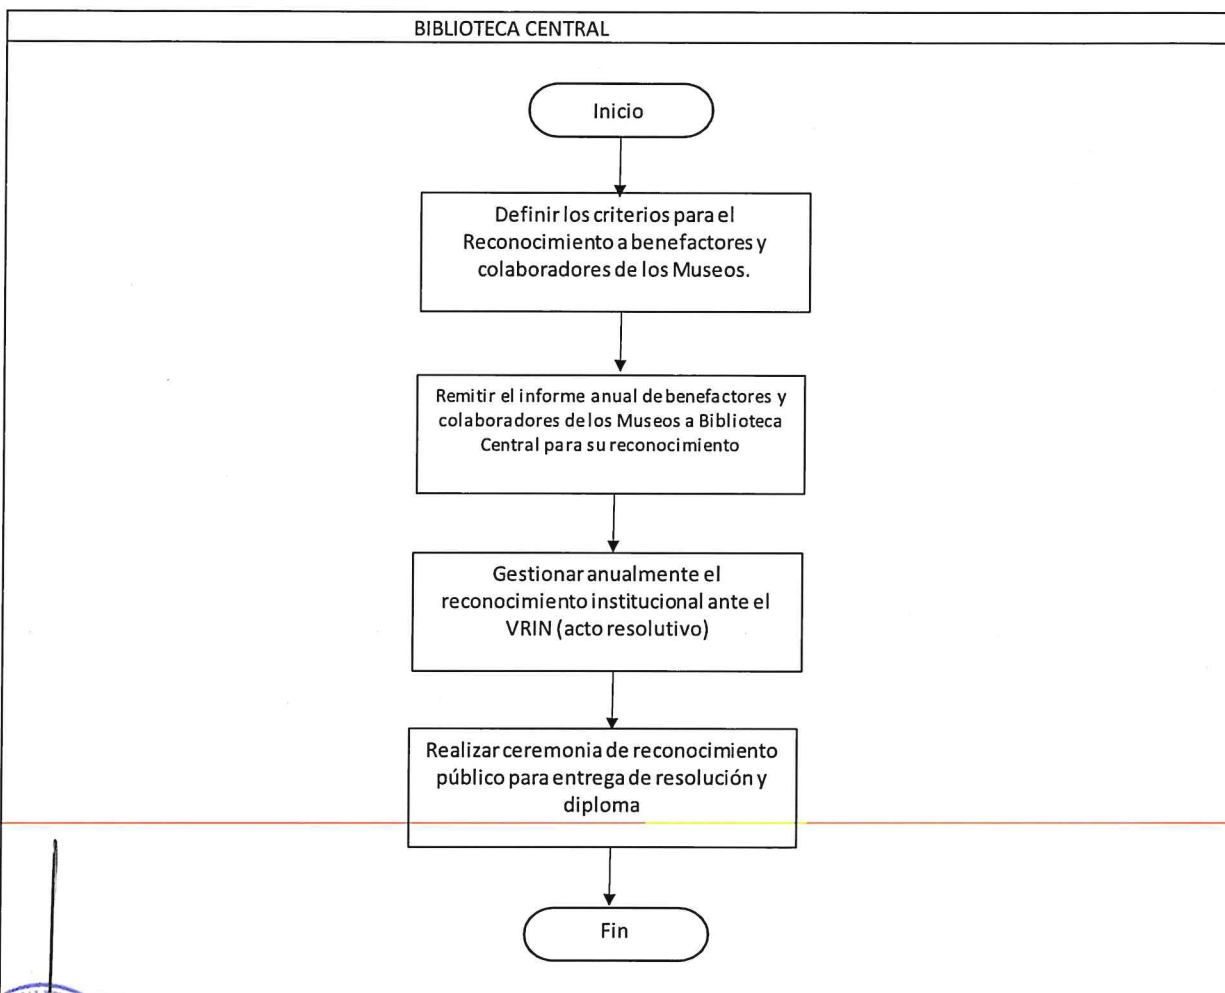 BIBLIOTECA CENTRAL
Inicio
Definir los criterios para el
Reconocimiento a benefactores y
colaboradores de los Museos.
Remitir el informe anual de benefactores y
colaboradores de los Museos a Biblioteca
Central para su reconocimiento
Gestionar anualmente el
reconocimiento institucional ante el
VRIN (acto resolutivo)
Realizar ceremonia de reconocimiento
público para entrega de resolución y
diploma
Fin